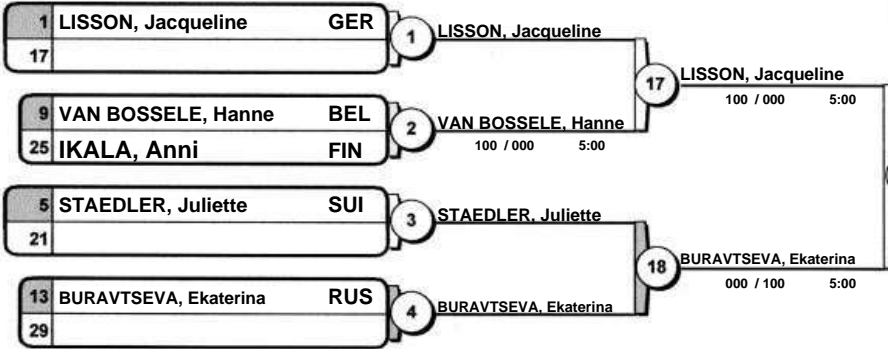 1 LISSON, Jacqueline GER
17
1
LISSON, Jacqueline
9 VAN BOSSELE, Hanne BEL
25 IKALA, Anni FIN
2
VAN BOSSELE, Hanne
100 / 000 5:00
17
LISSON, Jacqueline
100 / 000 5:00
5 STAEDLER, Juliette SUI
21
3
STAEDLER, Juliette
13 BURAVTSEVA, Ekaterina RUS
29
4
BURAVTSEVA, Ekaterina
18
BURAVTSEVA, Ekaterina
000 / 100 5:00